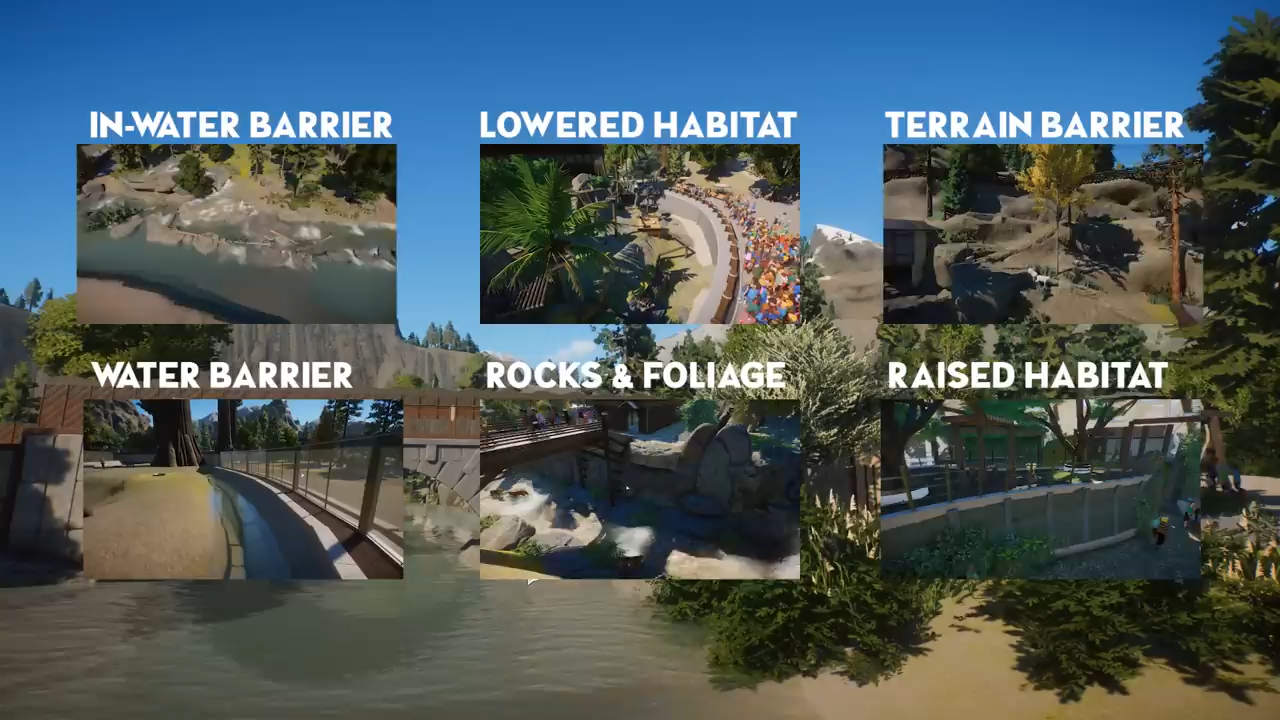 IN-WATER BARRIER
LOWERED HABITAT
TERRAIN BARRIER
WATER BARRIER
ROCKS & FOLIAGE
RAISED HABITAT